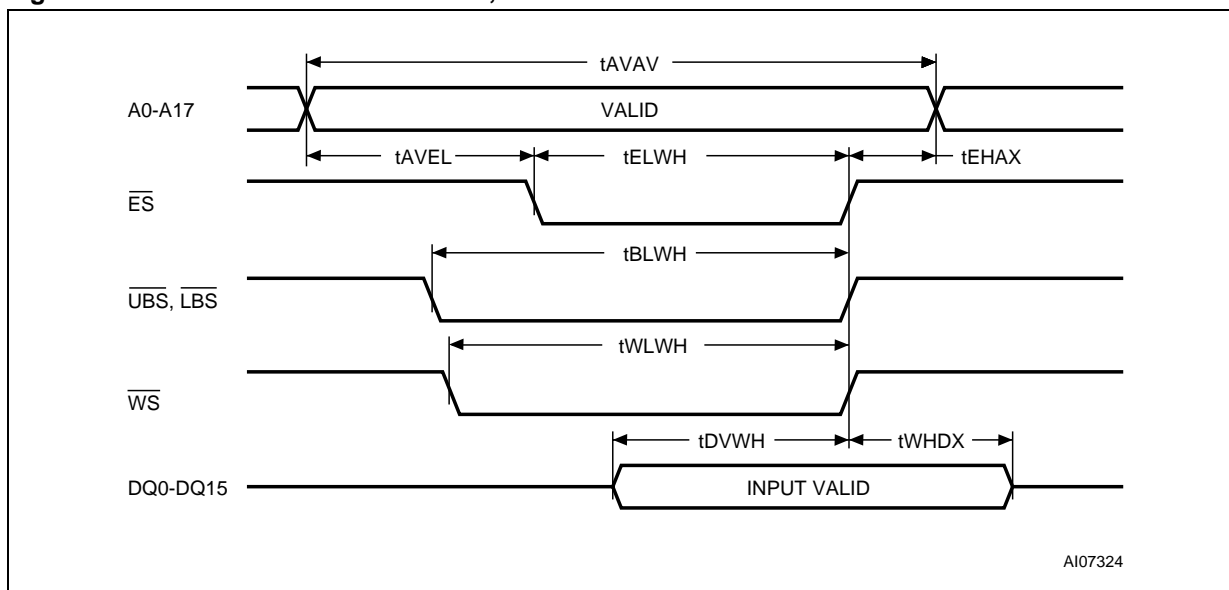 tAVAV
A0-A17 VALID
tAVEL tELWH tEHAX
ES
tBLWH
UBS, LBS
tWLWH
WS
tDVWH tWHDX
DQ0-DQ15 INPUT VALID
AI07324